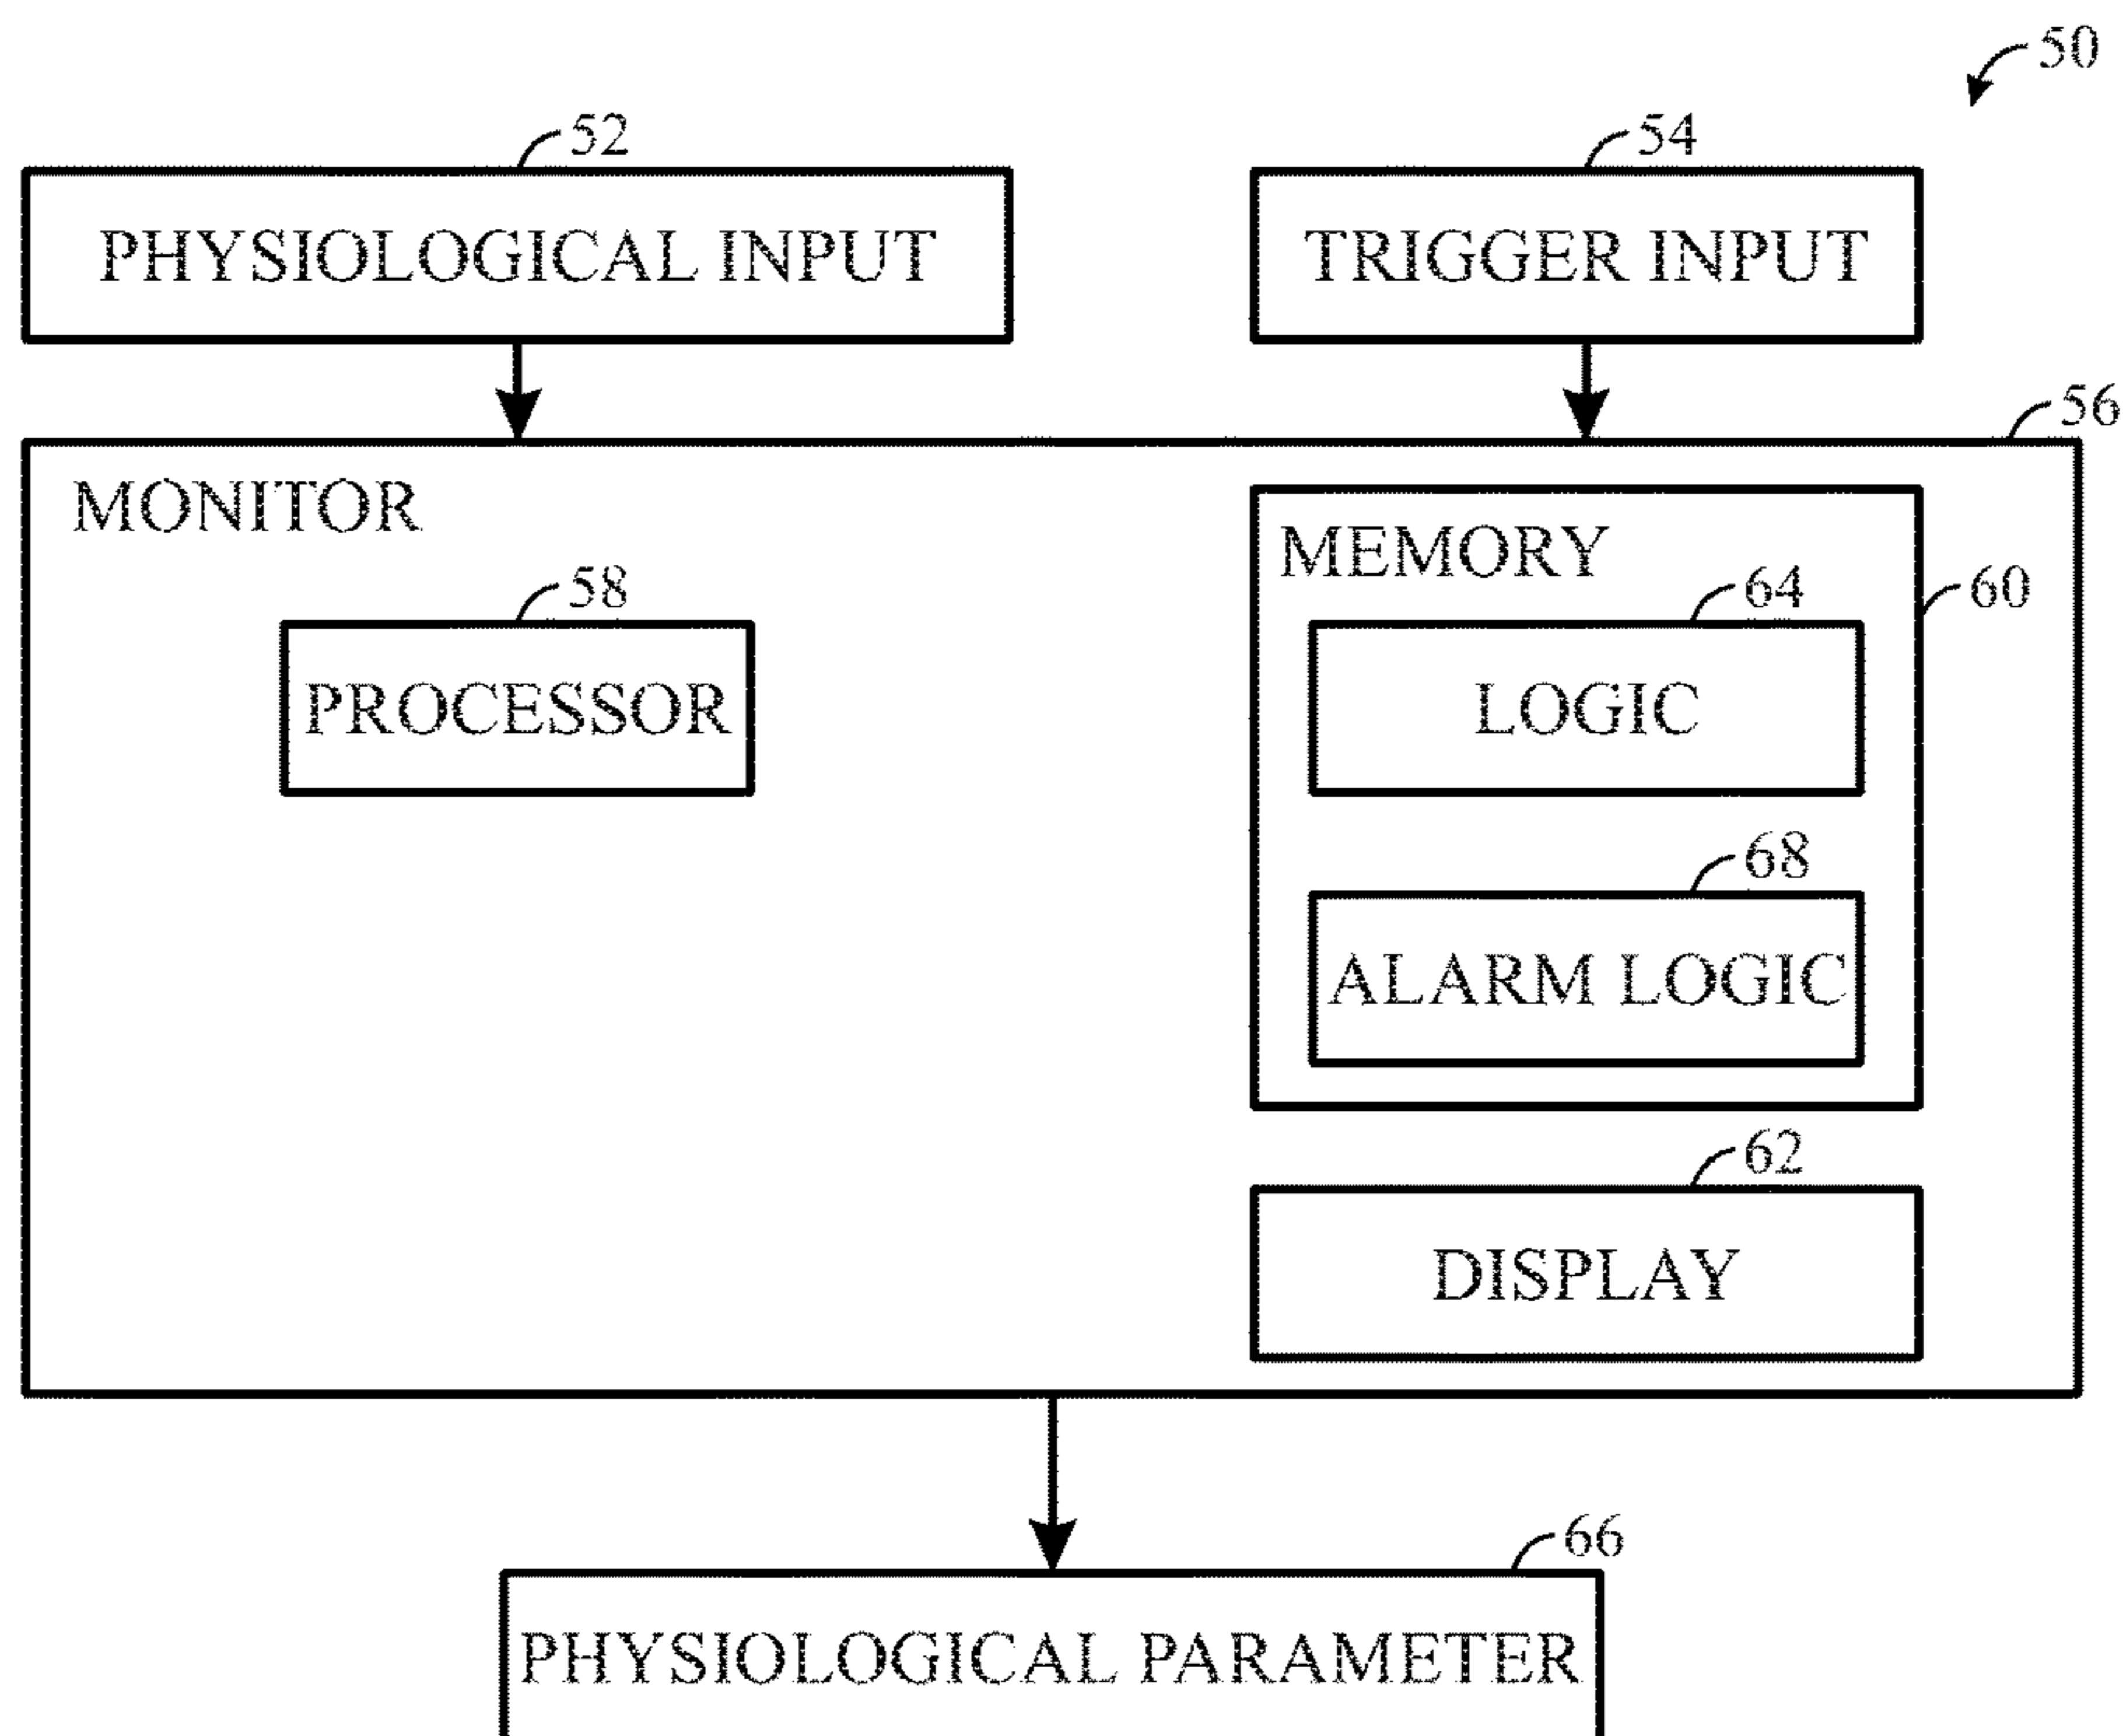 50
52
54
PHYSIOLOGICAL INPUT
TRIGGER INPUT
56
MONITOR
MEMORY
58
64
60
PROCESSOR
LOGIC
68
ALARM LOGIC
62
DISPLAY
66
PHYSIOLOGICAL PARAMETER